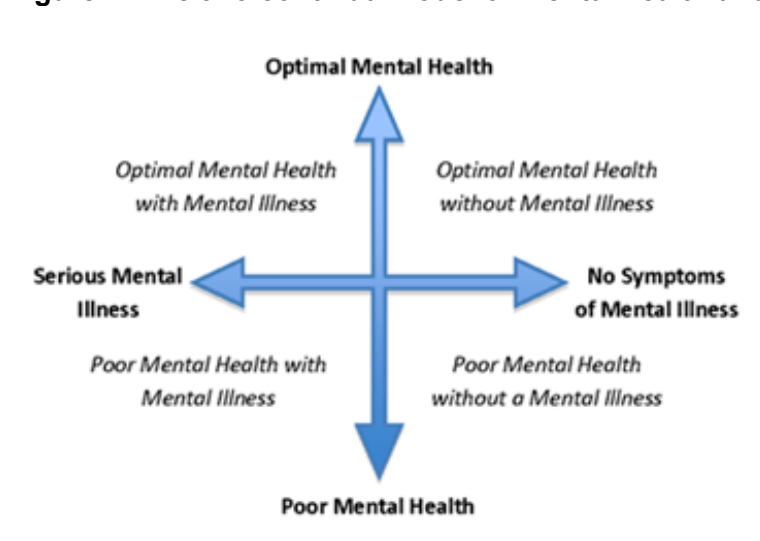 Optimal Mental Health
Optimal Mental Health
with Mental Illness
Optimal Mental Health
without Mental Illness
Serious Mental
Illness
No Symptoms
of Mental Illness
Poor Mental Health with
Mental Illness
Poor Mental Health
without a Mental Illness
Poor Mental Health